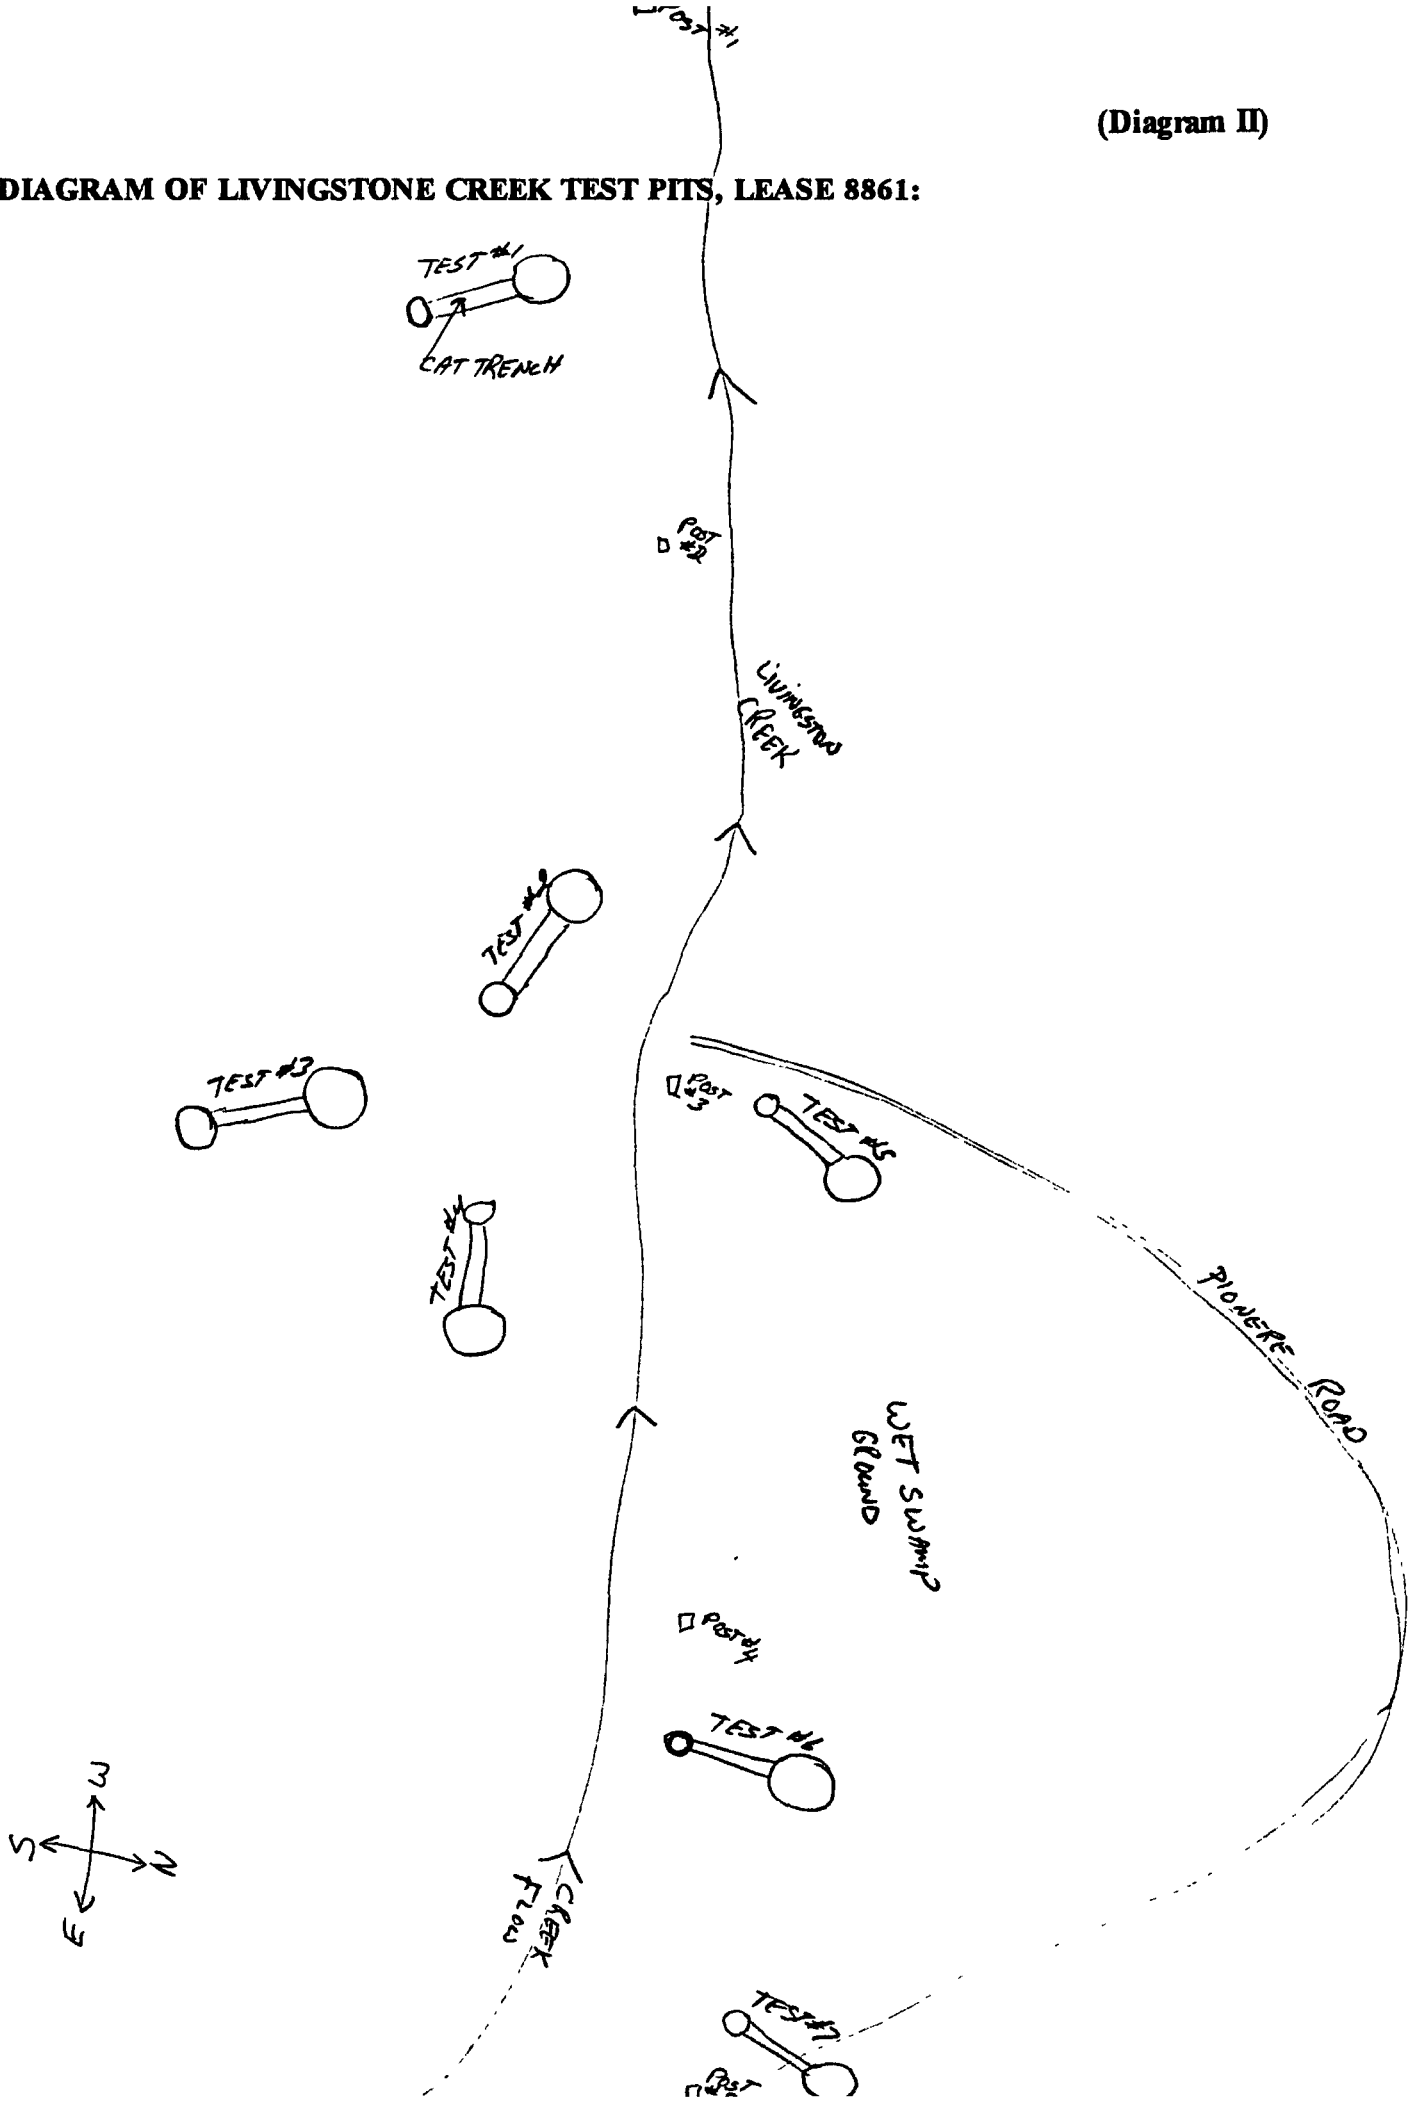 POST #1
(Diagram II)
DIAGRAM OF LIVINGSTONE CREEK TEST PITS, LEASE 8861:
TEST #1
CAT TRENCH
POST
#2
LIVINGSTON
CREEK
TEST #2
TEST #3
POST
#3
TEST #5
TEST #4
PIONERE ROAD
WET SWAMP
GROUND
POST #4
TEST #6
W
S
N
E
CREEK
FLOW
TEST #7
POST